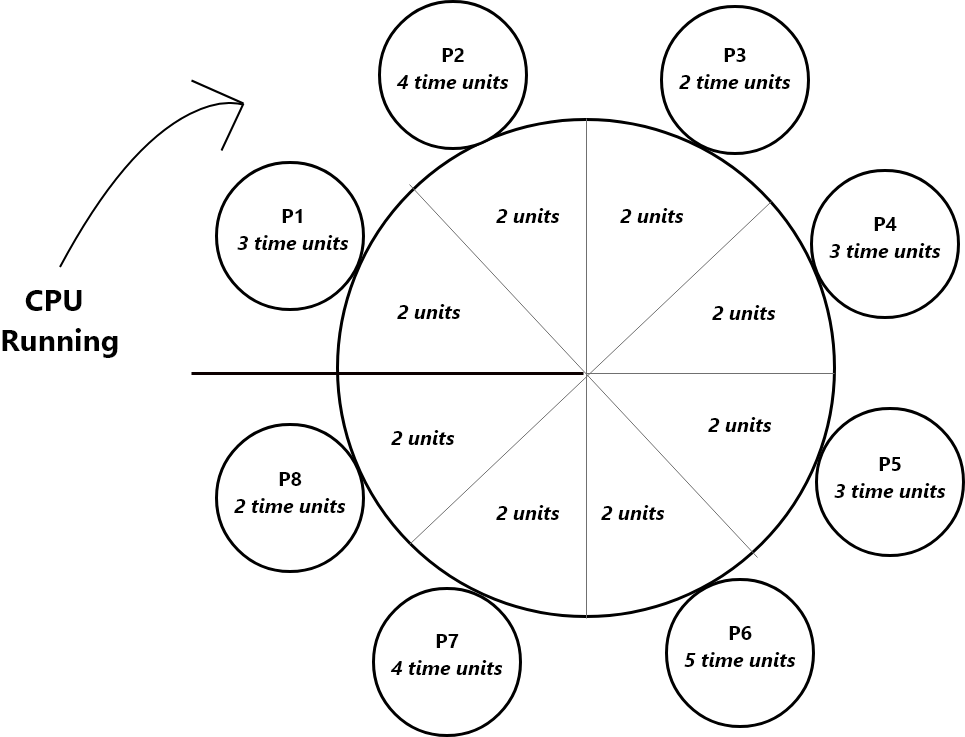 P2
4 time units
P3
2 time units
P1
3 time units
2 units
2 units
P4
3 time units
CPU
Running
2 units
2 units
2 units
2 units
P5
3 time units
P8
2 time units
2 units
2 units
P7
4 time units
P6
5 time units